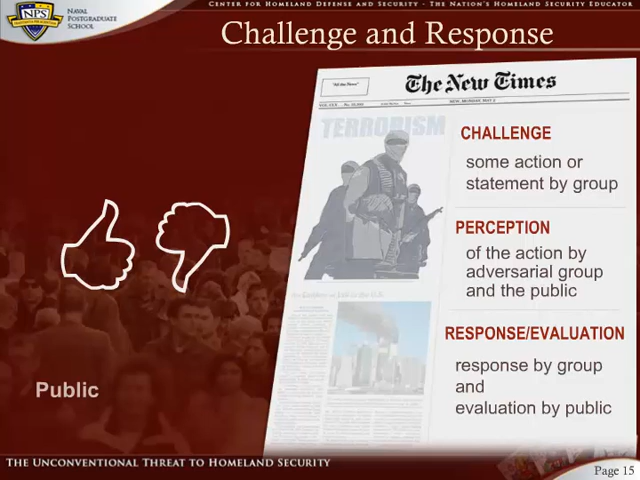 CENTER FOR HOMELAND DEFENSE AND SECURITY - THE NATION'S HOMELAND SECURITY EDUCATOR
NPS
NAVAL
POSTGRADUATE
SCHOOL
Challenge and Response
The New Times
TERRORISM
CHALLENGE
some action or
statement by group
PERCEPTION
of the action by
adversarial group
and the public
RESPONSE/EVALUATION
response by group
and
evaluation by public
Public
THE UNCONVENTIONAL THREAT TO HOMELAND SECURITY
Page 15